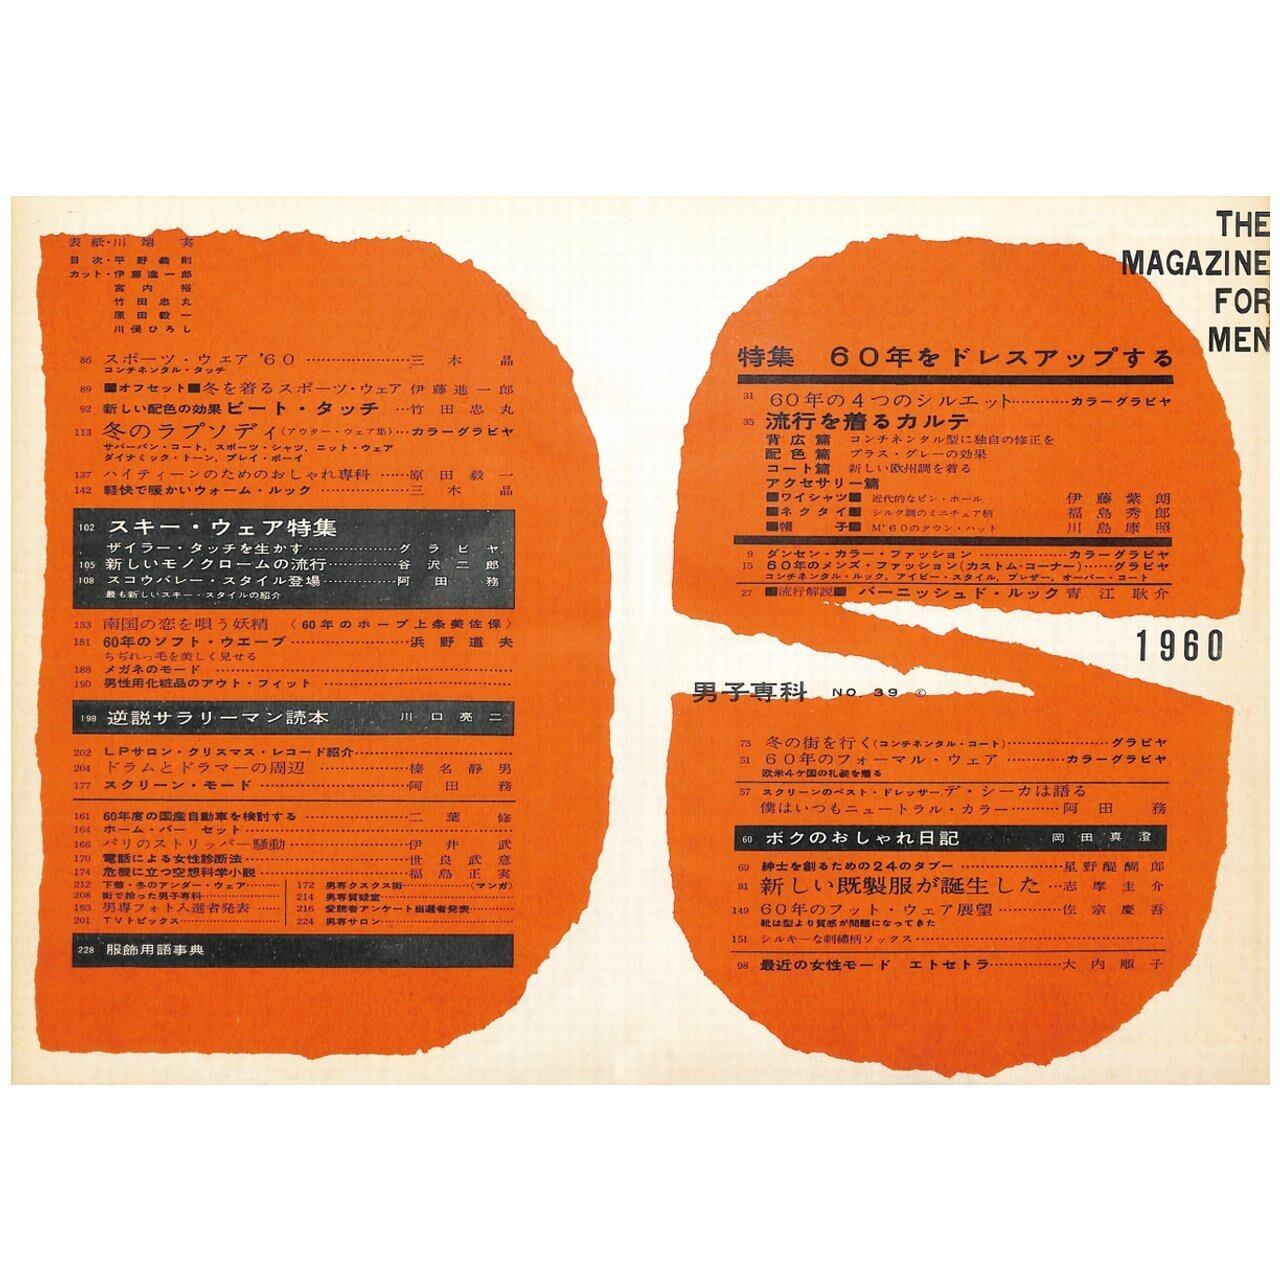 THE
MAGAZINE
FOR
MEN
特集 60年をドレスアップする
31 60年の4つのシルエット…………カラーグラビヤ
35 流行を着るカルテ
背広篇 コンチネンタル型に独自の修正を
配色篇 プラス・グレーの効果
コート篇 新しい欧州調を着る
アクセサリー篇
■ワイシャツ■ 近代的なピン・ホール 伊藤紫朗
■ネクタイ■ シルク調のミニチュア柄 福島秀郎
■帽子■ M'60のタウン・ハット 川島康照
9 ダンセン・カラー・ファッション…………カラーグラビヤ
15 60年のメンズ・ファッション(カストム・コーナー)……グラビヤ
コンチネンタル・ルック、アイビー・スタイル、ブレザー、オーバー・コート
27 ■流行解説■ バーニッシュド・ルック 青江耿介
1960
男子専科 NO. 39 ©
73 冬の街を行く(コンチネンタル・コート)…………グラビヤ
51 60年のフォーマル・ウェア…………カラーグラビヤ
欧米4ケ国の礼装を着る
57 スクリーンのベスト・ドレッサー、デ・シーカは語る
僕はいつもニュートラル・カラー………阿田務
60 ボクのおしゃれ日記 岡田真澄
69 紳士を創るための24のタブー…………星野醍醐郎
81 新しい既製服が誕生した…志摩圭介
149 60年のフット・ウェア展望………佐宗慶吾
靴は型より質感が問題になってきた
151 シルキーな刺繍柄ソックス…………
98 最近の女性モード エトセトラ…………大内順子
表紙・川端実
目次・平野義則
カット・伊藤進一郎
宮内裕
竹田忠丸
原田毅一
川俣ひろし
86 スポーツ・ウェア'60…………三木晶
コンチネンタル・タッチ
89 ■オフセット■冬を着るスポーツ・ウェア 伊藤進一郎
92 新しい配色の効果ビート・タッチ…竹田忠丸
113 冬のラプソディ(アウター・ウェア集)…カラーグラビヤ
サバーバン・コート、スポーツ・シャツ、ニット・ウェア
ダイナミック・トーン、プレイ・ボーイ
137 ハイティーンのためのおしゃれ専科……原田毅一
142 軽快で暖かいウォーム・ルック…………三木晶
102 スキー・ウェア特集
ザイラー・タッチを生かす…………グラビヤ
105 新しいモノクロームの流行…………谷沢二郎
108 スコウバレー・スタイル登場…………阿田務
最も新しいスキー・スタイルの紹介
153 南国の恋を唄う妖精〈60年のホープ上条美佐保〉
181 60年のソフト・ウエーブ…………浜野道夫
ちぢれっ毛を美しく見せる
188 メガネのモード…………
190 男性用化粧品のアウト・フィット…………
198 逆説サラリーマン読本 川口亮二
202 LPサロン・クリスマス・レコード紹介…………
204 ドラムとドラマーの周辺…………榛名静男
177 スクリーン・モード…………阿田務
161 60年度の国産自動車を検討する…………二葉修
164 ホーム・バー セット…………
166 パリのストリッパー騒動…………伊井武
170 電話による女性診断法…………世良武意
174 危機に立つ空想科学小説…………福島正実
212 下着・冬のアンダー・ウェア………
208 街で拾った男子専科………
193 男専フォト入選者発表………
201 TVトピックス…………
172 男専クスクス街…………〈マンガ〉
214 男専質疑室…………
216 愛読者アンケート当選者発表………
224 男専サロン…………
228 服飾用語事典